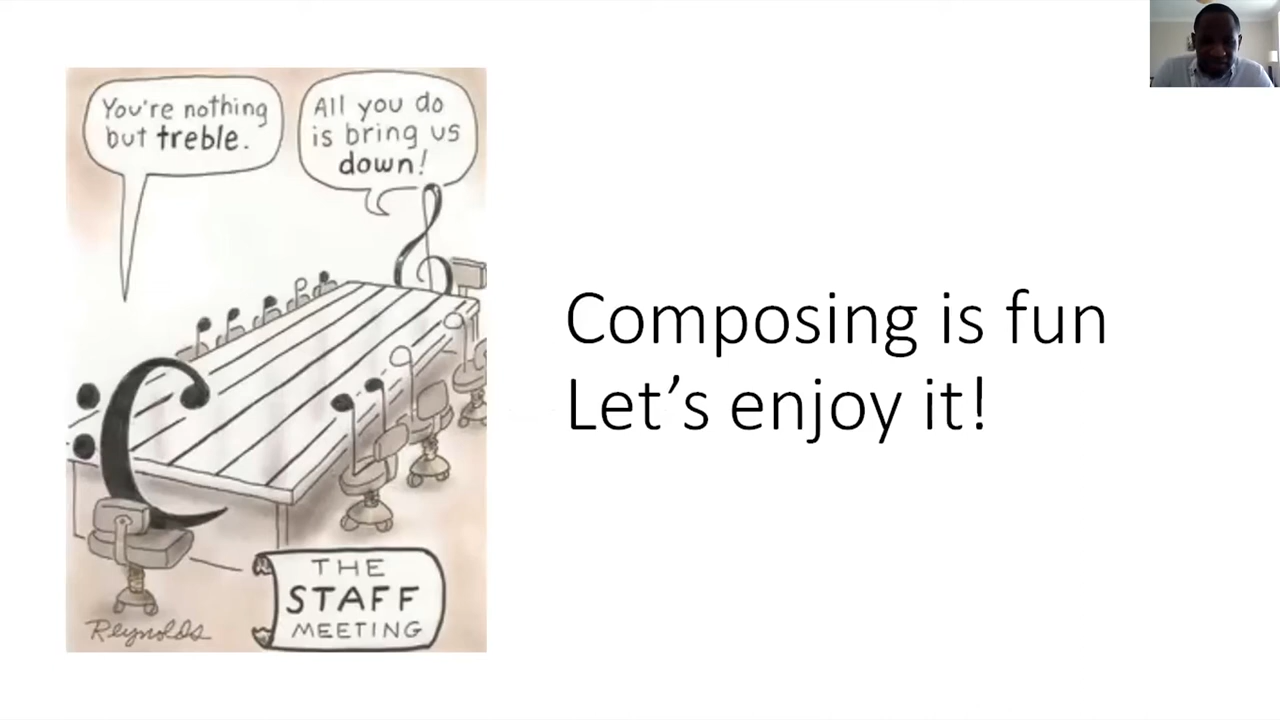 You're nothing
but treble.
All you do
is bring us
down!
Composing is fun
Let's enjoy it!
THE
STAFF
MEETING
Reynolds